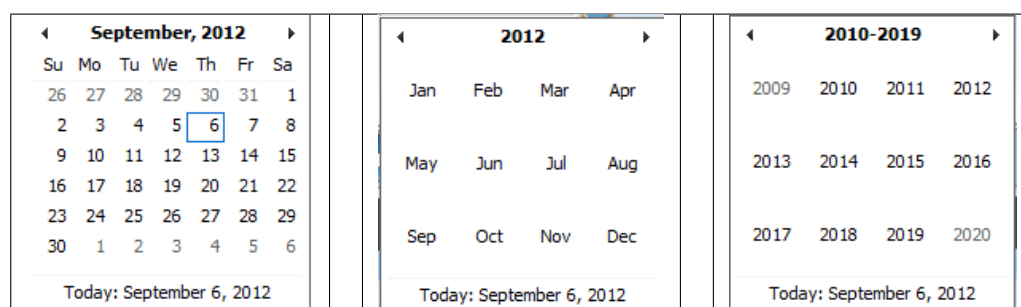 September, 2012
Su Mo Tu We Th Fr Sa
26 27 28 29 30 31 1
2 3 4 5 6 7 8
9 10 11 12 13 14 15
16 17 18 19 20 21 22
23 24 25 26 27 28 29
30 1 2 3 4 5 6
Today: September 6, 2012
2012
Jan Feb Mar Apr
May Jun Jul Aug
Sep Oct Nov Dec
Today: September 6, 2012
2010-2019
2009 2010 2011 2012
2013 2014 2015 2016
2017 2018 2019 2020
Today: September 6, 2012